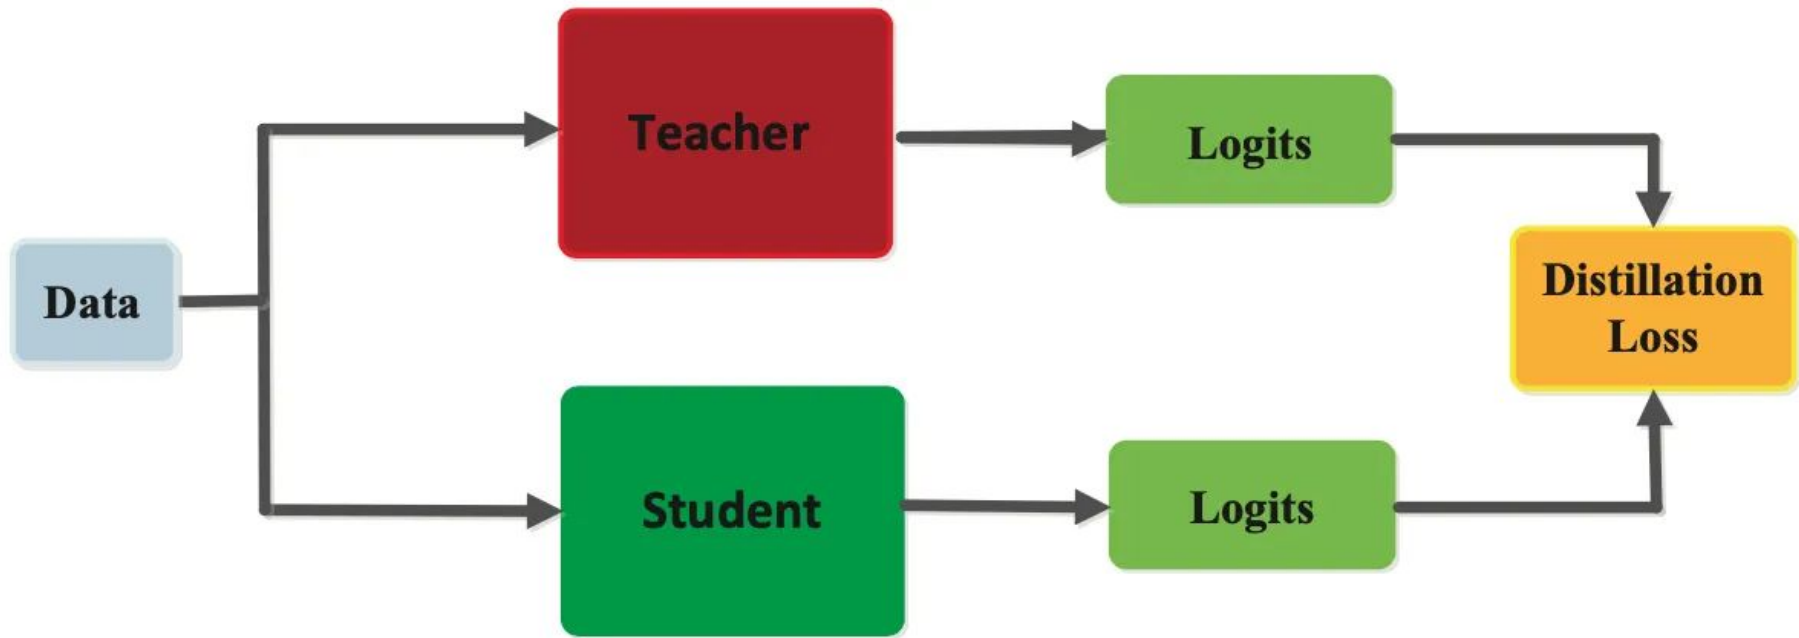 Teacher
Logits
Data
Distillation
Loss
Student
Logits